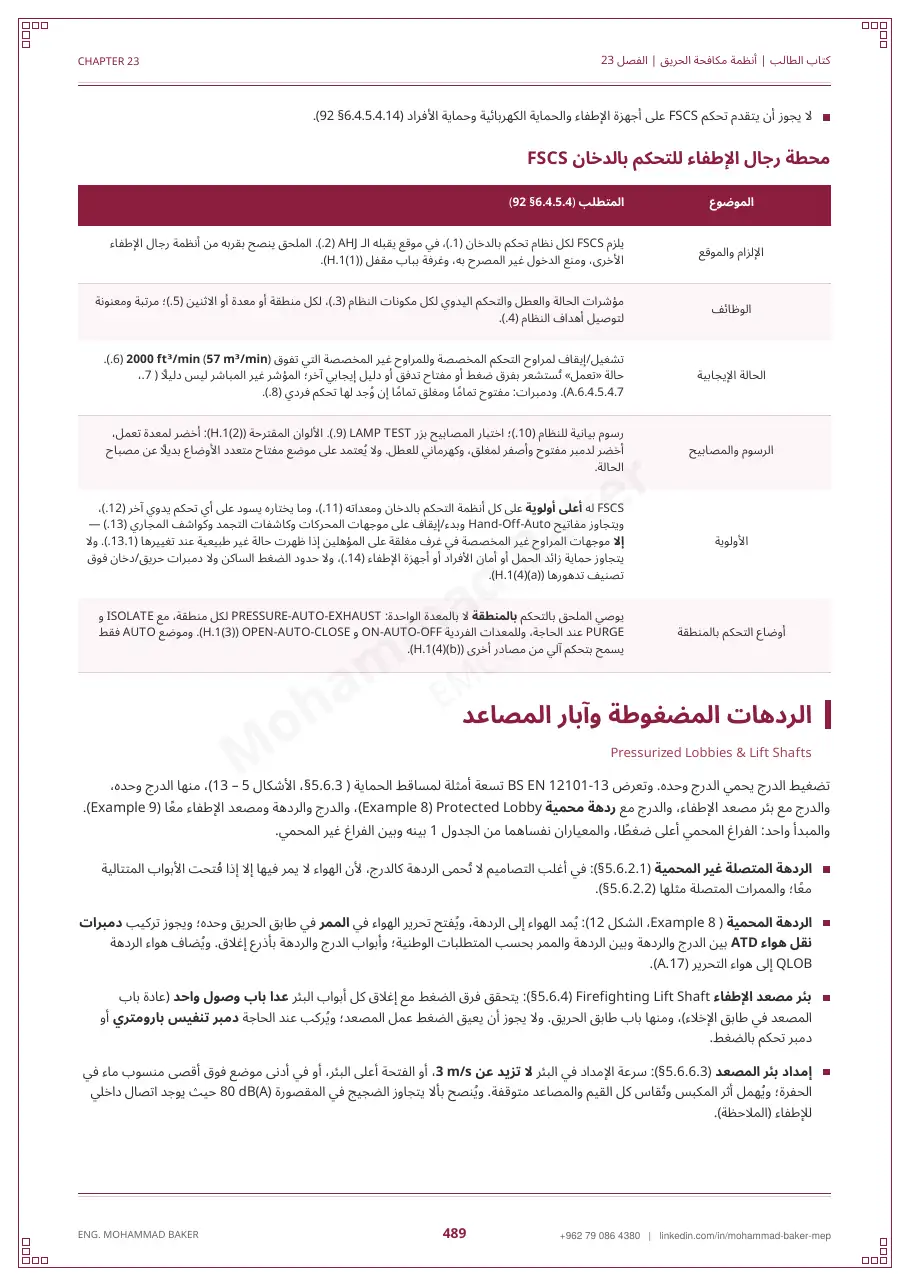 كتاب الطالب | أنظمة مكافحة الحريق | الفصل 23
CHAPTER 23
لا يجوز أن يتقدم تحكم FSCS على أجهزة الإطفاء والحماية الكهربائية وحماية الأفراد (92 §6.4.5.4.14).
محطة رجال الإطفاء للتحكم بالدخان FSCS
الموضوع
المتطلب (92 §6.4.5.4)
الإلزام والموقع
يلزم FSCS لكل نظام تحكم بالدخان (1.)، في موقع يقبله الـ AHJ (2.). الملحق ينصح بقربه من أنظمة رجال الإطفاء
الأخرى، ومنع الدخول غير المصرح به، وغرفة بباب مقفل (H.1(1)).
الوظائف
مؤشرات الحالة والعطل والتحكم اليدوي لكل مكونات النظام (3.)، لكل منطقة أو معدة أو الاثنين (5.)؛ مرتبة ومعنونة
لتوصيل أهداف النظام (4.).
الحالة الإيجابية
تشغيل/إيقاف لمراوح التحكم المخصصة وللمراوح غير المخصصة التي تفوق 2000 ft³/min (57 m³/min) (6.).
حالة «تعمل» تُستشعر بفرق ضغط أو مفتاح تدفق أو دليل إيجابي آخر؛ المؤشر غير المباشر ليس دليلًا ( 7.،
A.6.4.5.4.7). ودمبرات: مفتوح تمامًا ومغلق تمامًا إن وُجد لها تحكم فردي (8.).
الرسوم والمصابيح
رسوم بيانية للنظام (10.)؛ اختبار المصابيح بزر LAMP TEST (9.). الألوان المقترحة (H.1(2)): أخضر لمعدة تعمل،
أخضر لدمبر مفتوح وأصفر لمغلق، وكهرماني للعطل. ولا يُعتمد على موضع مفتاح متعدد الأوضاع بديلًا عن مصباح
الحالة.
الأولوية
FSCS له أعلى أولوية على كل أنظمة التحكم بالدخان ومعداته (11.)، وما يختاره يسود على أي تحكم يدوي آخر (12.)،
ويتجاوز مفاتيح Hand-Off-Auto وبدء/إيقاف على موجهات المحركات وكاشفات التجمد وكواشف المجاري (13.) —
إلا موجهات المراوح غير المخصصة في غرف مغلقة على المؤهلين إذا ظهرت حالة غير طبيعية عند تغييرها (13.1.). ولا
يتجاوز حماية زائد الحمل أو أمان الأفراد أو أجهزة الإطفاء (14.)، ولا حدود الضغط الساكن ولا دمبرات حريق/دخان فوق
تصنيف تدهورها (H.1(4)(a)).
أوضاع التحكم بالمنطقة
يوصي الملحق بالتحكم بالمنطقة لا بالمعدة الواحدة: PRESSURE-AUTO-EXHAUST لكل منطقة، مع ISOLATE و
PURGE عند الحاجة، وللمعدات الفردية ON-AUTO-OFF و OPEN-AUTO-CLOSE (H.1(3)). وموضع AUTO فقط
يسمح بتحكم آلي من مصادر أخرى (H.1(4)(b)).
الردهات المضغوطة وآبار المصاعد
Pressurized Lobbies & Lift Shafts
تضغيط الدرج يحمي الدرج وحده. وتعرض BS EN 12101-13 تسعة أمثلة لمساقط الحماية ( §5.6.3، الأشكال 5 – 13)، منها الدرج وحده،
والدرج مع بئر مصعد الإطفاء، والدرج مع ردهة محمية Protected Lobby (Example 8)، والدرج والردهة ومصعد الإطفاء معًا (Example 9).
والمبدأ واحد: الفراغ المحمي أعلى ضغطًا، والمعياران نفساهما من الجدول 1 بينه وبين الفراغ غير المحمي.
الردهة المتصلة غير المحمية (§5.6.2.1): في أغلب التصاميم لا تُحمى الردهة كالدرج، لأن الهواء لا يمر فيها إلا إذا فُتحت الأبواب المتتالية
معًا؛ والممرات المتصلة مثلها (§5.6.2.2).
الردهة المحمية ( Example 8، الشكل 12): يُمد الهواء إلى الردهة، ويُفتح تحرير الهواء في الممر في طابق الحريق وحده؛ ويجوز تركيب دمبرات
نقل هواء ATD بين الدرج والردهة وبين الردهة والممر بحسب المتطلبات الوطنية؛ وأبواب الدرج والردهة بأذرع إغلاق. ويُضاف هواء الردهة
QLOB إلى هواء التحرير (A.17).
بئر مصعد الإطفاء Firefighting Lift Shaft (§5.6.4): يتحقق فرق الضغط مع إغلاق كل أبواب البئر عدا باب وصول واحد (عادة باب
المصعد في طابق الإخلاء)، ومنها باب طابق الحريق. ولا يجوز أن يعيق الضغط عمل المصعد؛ ويُركب عند الحاجة دمبر تنفيس بارومتري أو
دمبر تحكم بالضغط.
إمداد بئر المصعد (§5.6.6.3): سرعة الإمداد في البئر لا تزيد عن 3 m/s، أو الفتحة أعلى البئر، أو في أدنى موضع فوق أقصى منسوب ماء في
الحفرة؛ ويُهمل أثر المكبس وتُقاس كل القيم والمصاعد متوقفة. ويُنصح بألا يتجاوز الضجيج في المقصورة 80 dB(A) حيث يوجد اتصال داخلي
للإطفاء (الملاحظة).
ENG. MOHAMMAD BAKER
489
+962 79 086 4380 | linkedin.com/in/mohammad-baker-mep